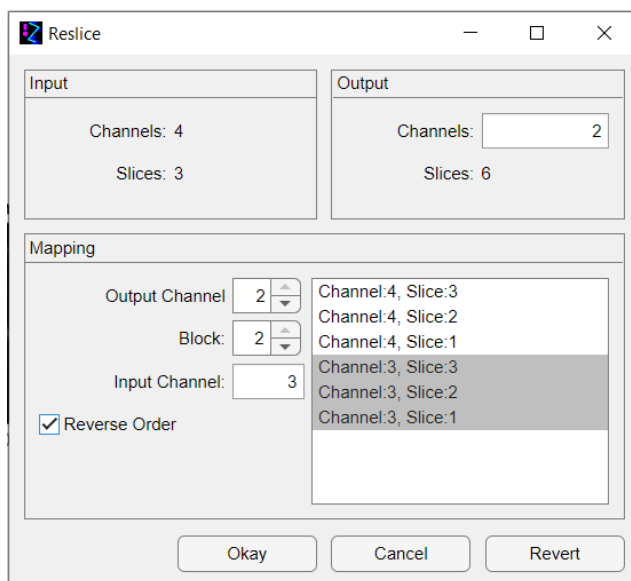 Reslice
Input
Channels: 4
Slices: 3
Output
Channels: 2
Slices: 6
Mapping
Output Channel 2
Block: 2
Input Channel: 3
Reverse Order
Channel:4, Slice:3
Channel:4, Slice:2
Channel:4, Slice:1
Channel:3, Slice:3
Channel:3, Slice:2
Channel:3, Slice:1
Okay Cancel Revert